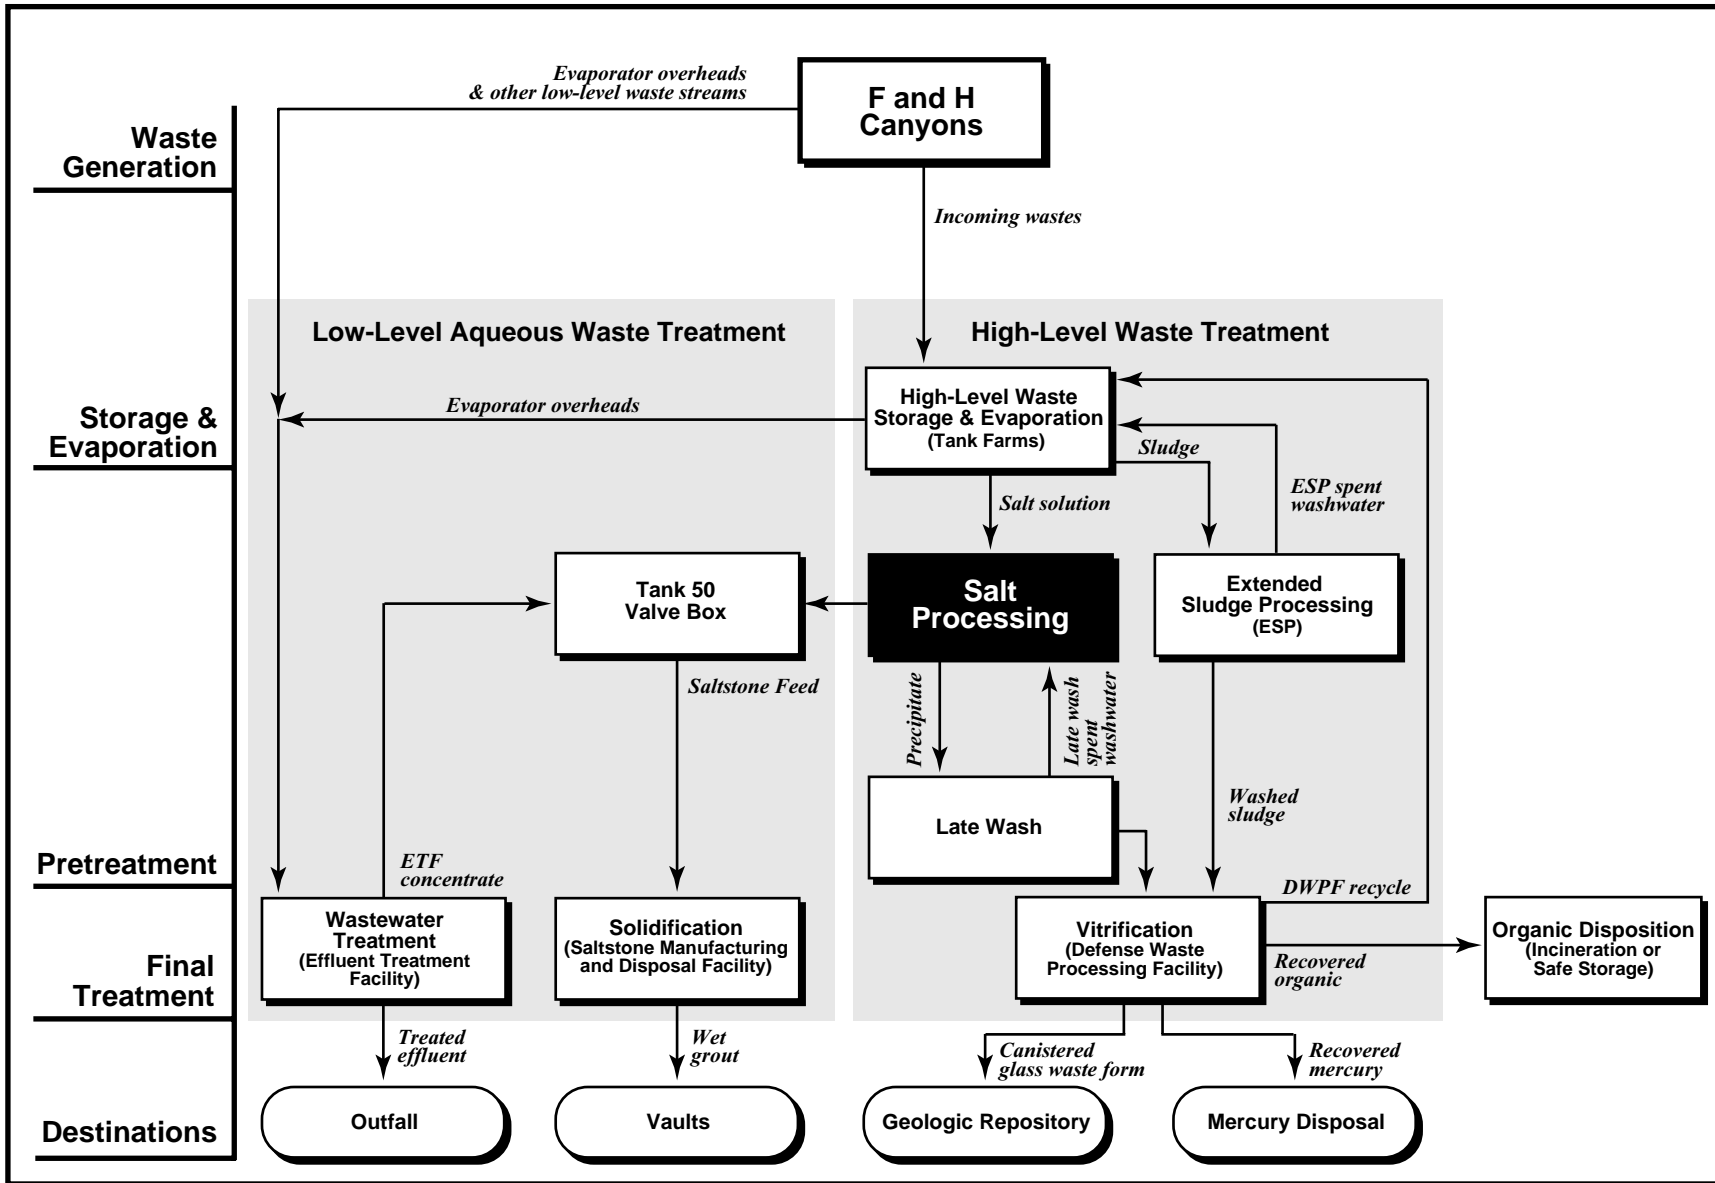 Evaporator overheads
& other low-level waste streams
F and H
Canyons
Waste
Generation
Incoming wastes
Low-Level Aqueous Waste Treatment
High-Level Waste Treatment
Storage &
Evaporation
Evaporator overheads
High-Level Waste
Storage & Evaporation
(Tank Farms)
Sludge
ESP spent
washwater
Salt solution
Tank 50
Valve Box
Salt
Processing
Extended
Sludge Processing
(ESP)
Saltstone Feed
Precipitate
Late wash
spent
washwater
Washed
sludge
Late Wash
Pretreatment
ETF
concentrate
DWPF recycle
Final
Treatment
Wastewater
Treatment
(Effluent Treatment
Facility)
Solidification
(Saltstone Manufacturing
and Disposal Facility)
Vitrification
(Defense Waste
Processing Facility)
Recovered
organic
Organic Disposition
(Incineration or
Safe Storage)
Treated
effluent
Wet
grout
Canistered
glass waste form
Recovered
mercury
Destinations
Outfall
Vaults
Geologic Repository
Mercury Disposal